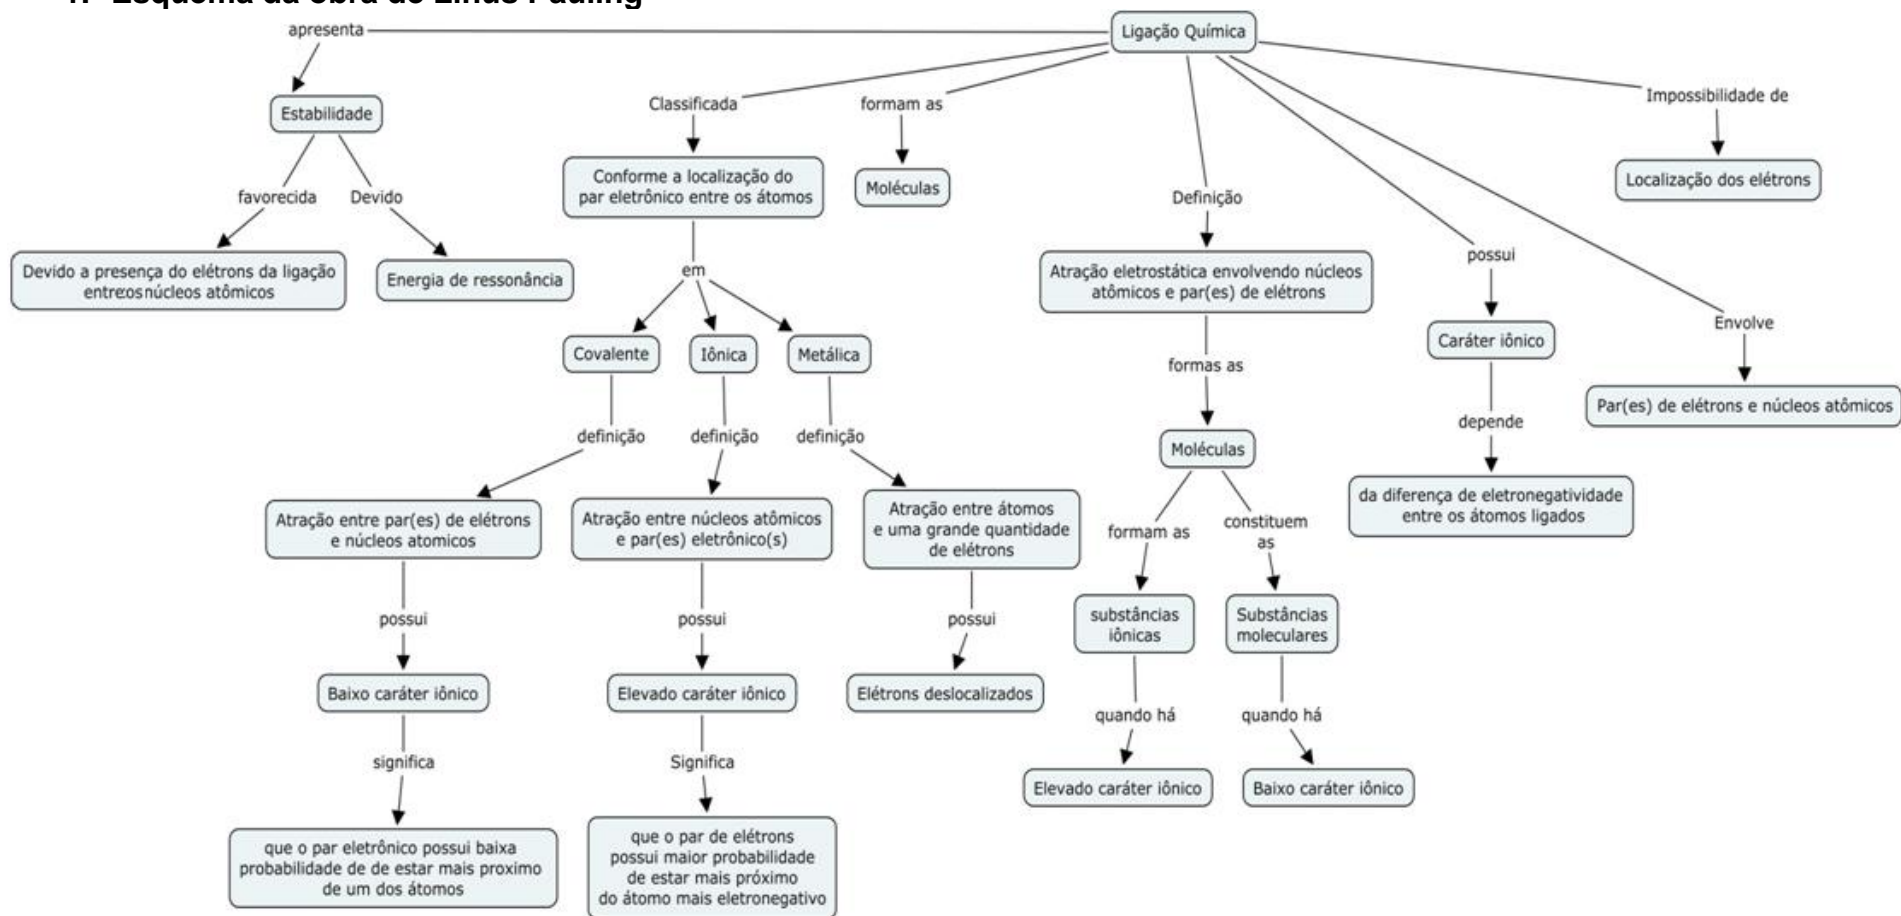 1. Esquema da obra de Linus Pauling
Ligação Química
apresenta
Estabilidade
favorecida
Devido
Devido a presença do elétrons da ligação
entreosnúcleos atômicos
Energia de ressonância
Classificada
Conforme a localização do
par eletrônico entre os átomos
em
Covalente
Iônica
Metálica
definição
definição
definição
Atração entre par(es) de elétrons
e núcleos atomicos
Atração entre núcleos atômicos
e par(es) eletrônico(s)
Atração entre átomos
e uma grande quantidade
de elétrons
possui
possui
possui
Baixo caráter iônico
Elevado caráter iônico
Elétrons deslocalizados
significa
Significa
que o par eletrônico possui baixa
probabilidade de de estar mais proximo
de um dos átomos
que o par de elétrons
possui maior probabilidade
de estar mais próximo
do átomo mais eletronegativo
formam as
Moléculas
Definição
Atração eletrostática envolvendo núcleos
atômicos e par(es) de elétrons
formas as
Moléculas
formam as
constituem
as
substâncias
iônicas
Substâncias
moleculares
quando há
quando há
Elevado caráter iônico
Baixo caráter iônico
possui
Caráter iônico
depende
da diferença de eletronegatividade
entre os átomos ligados
Envolve
Par(es) de elétrons e núcleos atômicos
Impossibilidade de
Localização dos elétrons